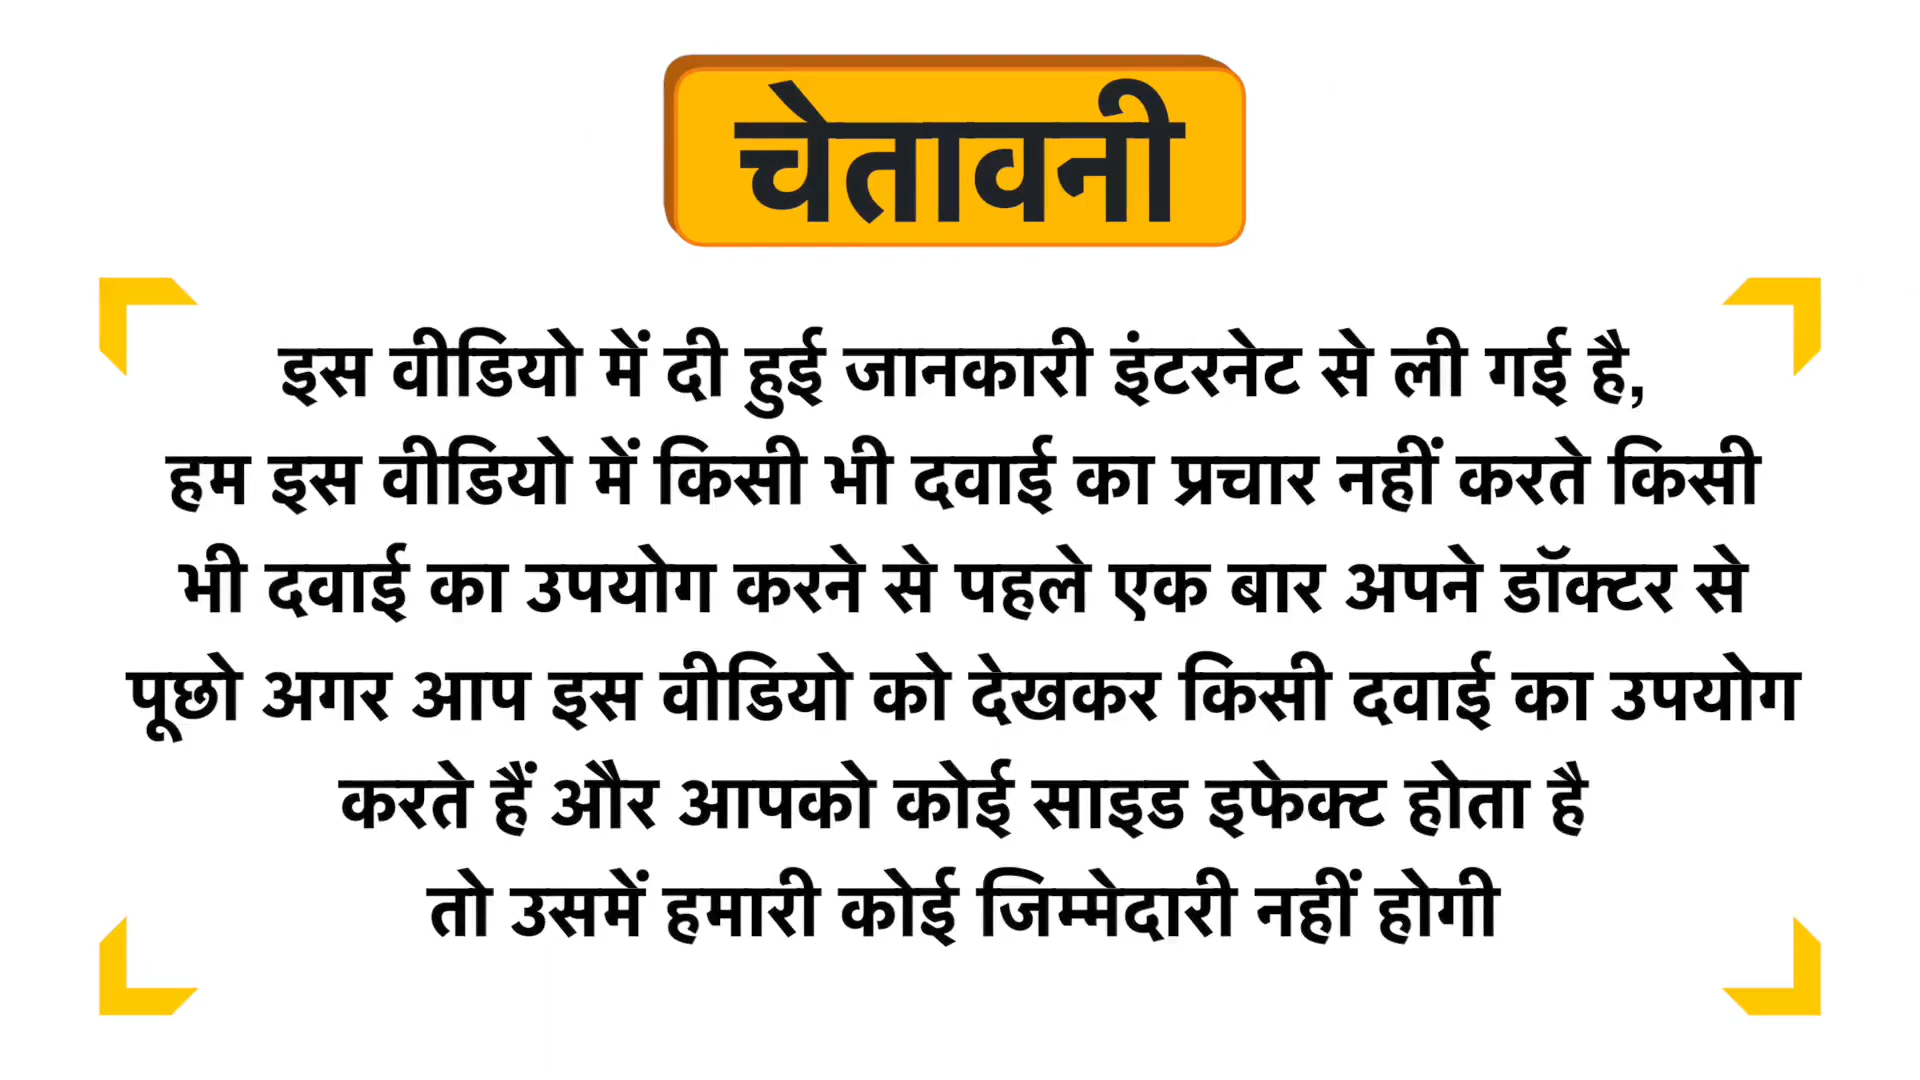 चेतावनी
इस वीडियो में दी हुई जानकारी इंटरनेट से ली गई है,
हम इस वीडियो में किसी भी दवाई का प्रचार नहीं करते किसी
भी दवाई का उपयोग करने से पहले एक बार अपने डॉक्टर से
पूछो अगर आप इस वीडियो को देखकर किसी दवाई का उपयोग
करते हैं और आपको कोई साइड इफेक्ट होता है
तो उसमें हमारी कोई जिम्मेदारी नहीं होगी